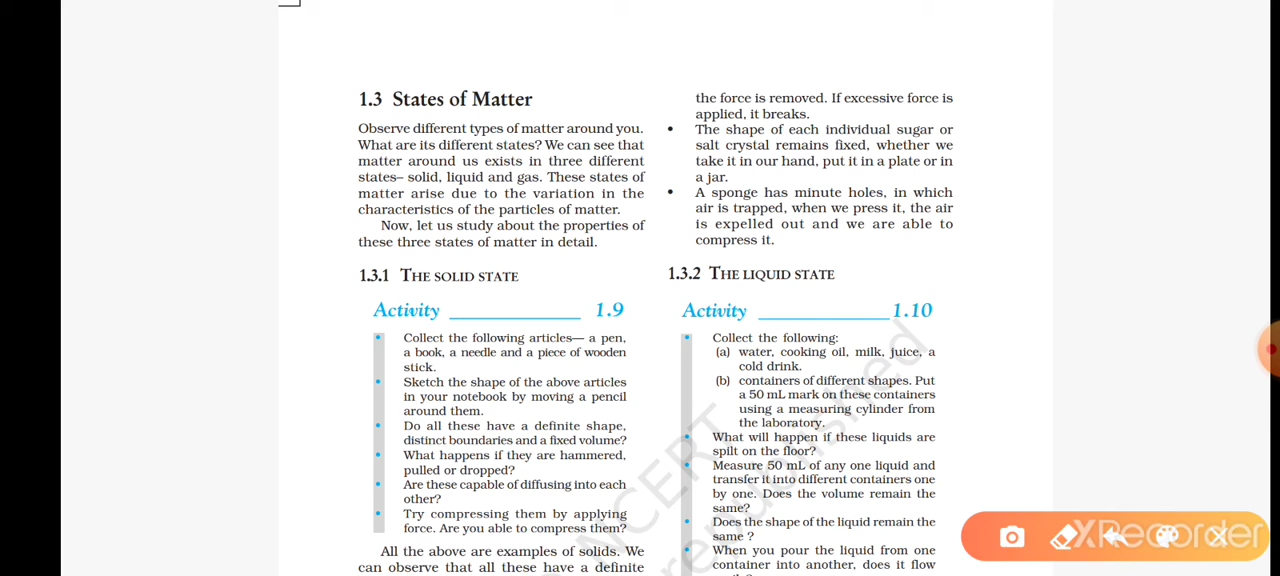 1.3 States of Matter
Observe different types of matter around you.
What are its different states? We can see that
matter around us exists in three different
states– solid, liquid and gas. These states of
matter arise due to the variation in the
characteristics of the particles of matter.
Now, let us study about the properties of
these three states of matter in detail.
1.3.1 THE SOLID STATE
Activity ______________ 1.9
• Collect the following articles— a pen,
a book, a needle and a piece of wooden
stick.
• Sketch the shape of the above articles
in your notebook by moving a pencil
around them.
• Do all these have a definite shape,
distinct boundaries and a fixed volume?
• What happens if they are hammered,
pulled or dropped?
• Are these capable of diffusing into each
other?
• Try compressing them by applying
force. Are you able to compress them?
All the above are examples of solids. We
can observe that all these have a definite
the force is removed. If excessive force is
applied, it breaks.
• The shape of each individual sugar or
salt crystal remains fixed, whether we
take it in our hand, put it in a plate or in
a jar.
• A sponge has minute holes, in which
air is trapped, when we press it, the air
is expelled out and we are able to
compress it.
1.3.2 THE LIQUID STATE
Activity ______________ 1.10
• Collect the following:
(a) water, cooking oil, milk, juice, a
cold drink.
(b) containers of different shapes. Put
a 50 mL mark on these containers
using a measuring cylinder from
the laboratory.
• What will happen if these liquids are
spilt on the floor?
• Measure 50 mL of any one liquid and
transfer it into different containers one
by one. Does the volume remain the
same?
• Does the shape of the liquid remain the
same ?
• When you pour the liquid from one
container into another, does it flow
NCERT
republished
XRecorder